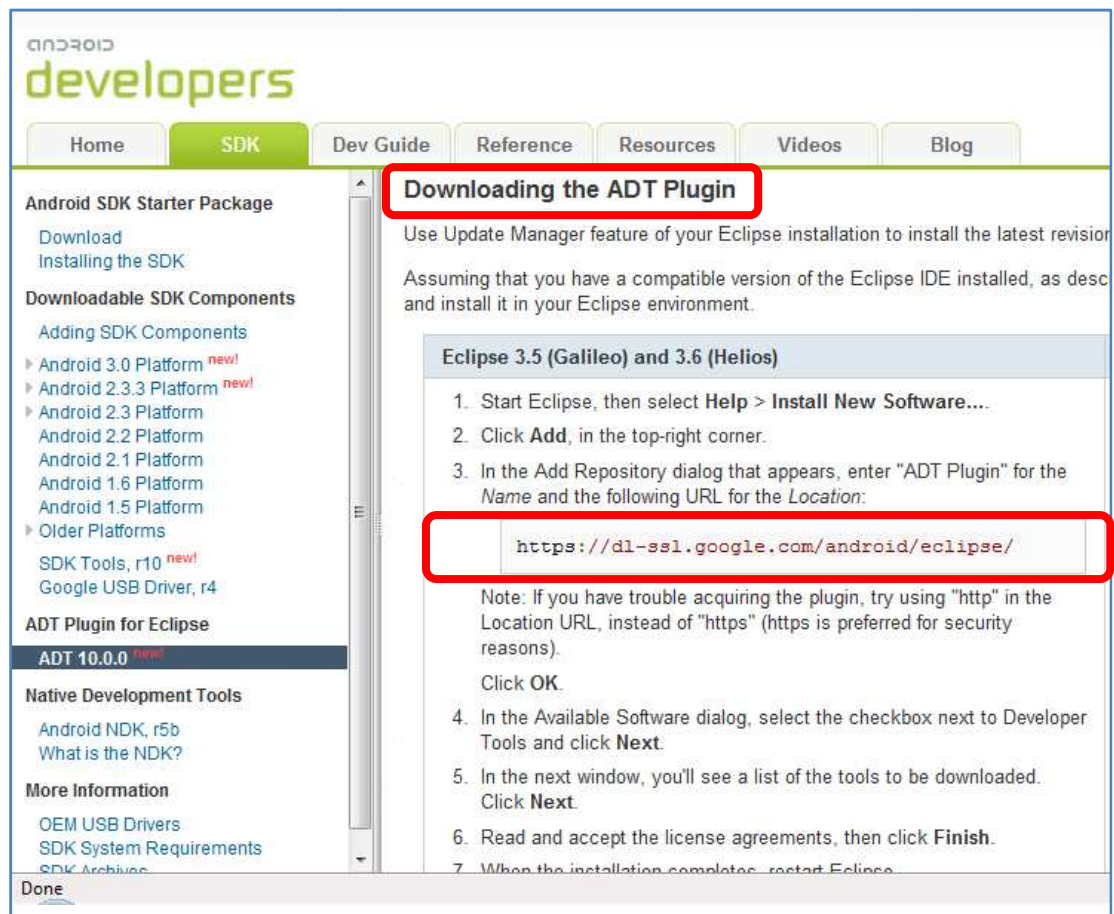 android
developers
Home SDK Dev Guide Reference Resources Videos Blog
Android SDK Starter Package
Download
Installing the SDK
Downloadable SDK Components
Adding SDK Components
Android 3.0 Platform new!
Android 2.3.3 Platform new!
Android 2.3 Platform
Android 2.2 Platform
Android 2.1 Platform
Android 1.6 Platform
Android 1.5 Platform
Older Platforms
SDK Tools, r10 new!
Google USB Driver, r4
ADT Plugin for Eclipse
ADT 10.0.0 new!
Native Development Tools
Android NDK, r5b
What is the NDK?
More Information
OEM USB Drivers
SDK System Requirements
SDK Archives
Downloading the ADT Plugin
Use Update Manager feature of your Eclipse installation to install the latest revision
Assuming that you have a compatible version of the Eclipse IDE installed, as desc
and install it in your Eclipse environment.
Eclipse 3.5 (Galileo) and 3.6 (Helios)
1. Start Eclipse, then select Help > Install New Software....
2. Click Add, in the top-right corner.
3. In the Add Repository dialog that appears, enter "ADT Plugin" for the
Name and the following URL for the Location:
https://dl-ssl.google.com/android/eclipse/
Note: If you have trouble acquiring the plugin, try using "http" in the
Location URL, instead of "https" (https is preferred for security
reasons).
Click OK.
4. In the Available Software dialog, select the checkbox next to Developer
Tools and click Next.
5. In the next window, you'll see a list of the tools to be downloaded.
Click Next.
6. Read and accept the license agreements, then click Finish.
7. When the installation completes, restart Eclipse.
Done